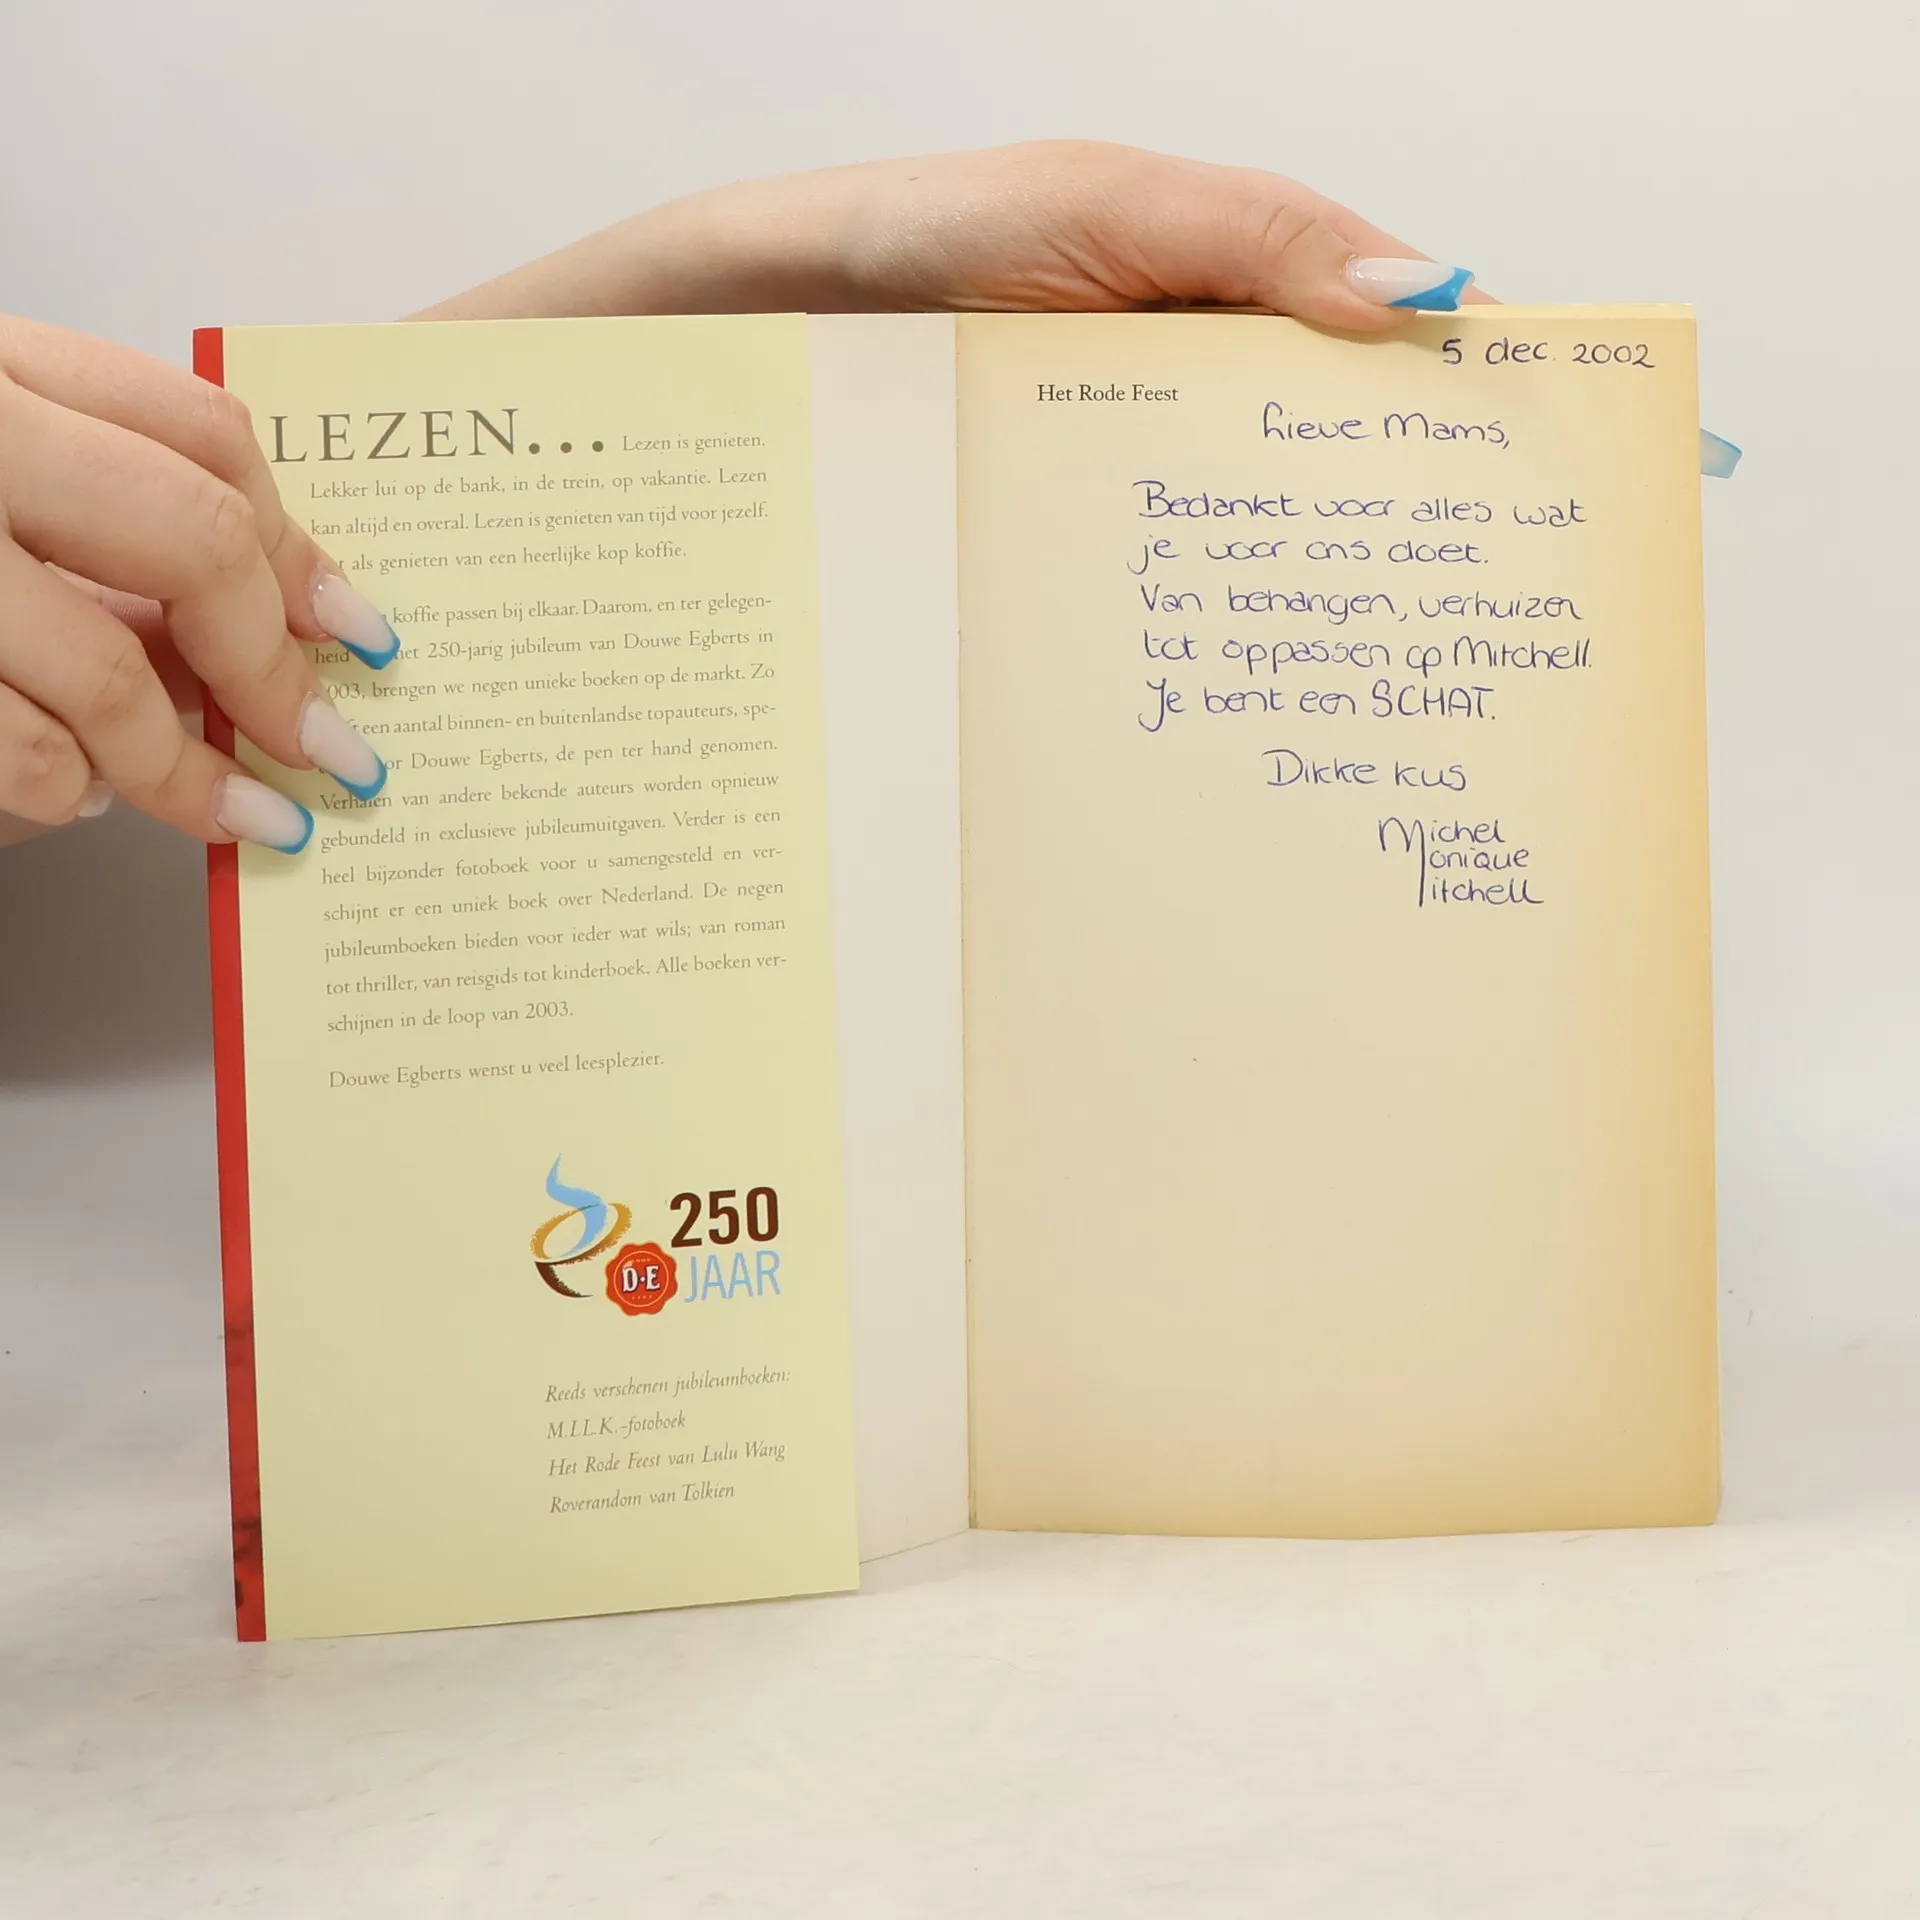 LEZEN... Lezen is genieten.
Lekker lui op de bank, in de trein, op vakantie. Lezen
kan altijd en overal. Lezen is genieten van tijd voor jezelf.
als genieten van een heerlijke kop koffie.
koffie passen bij elkaar. Daarom, en ter gelegen-
heid het 250-jarig jubileum van Douwe Egberts in
2003, brengen we negen unieke boeken op de markt. Zo
een aantal binnen- en buitenlandse topauteurs, spe-
Douwe Egberts, de pen ter hand genomen.
Verhalen van andere bekende auteurs worden opnieuw
gebundeld in exclusieve jubileumuitgaven. Verder is een
heel bijzonder fotoboek voor u samengesteld en ver-
schijnt er een uniek boek over Nederland. De negen
jubileumboeken bieden voor ieder wat wils; van roman
tot thriller, van reisgids tot kinderboek. Alle boeken ver-
schijnen in de loop van 2003.
Douwe Egberts wenst u veel leesplezier.
250
D·E JAAR
Reeds verschenen jubileumboeken:
M.I.L.K.-fotoboek
Het Rode Feest van Lulu Wang
Roverandom van Tolkien
5 dec. 2002
Het Rode Feest
Lieve Mams,
Bedankt voor alles wat
je voor ons doet.
Van behangen, verhuizen
tot oppassen op Mitchell.
Je bent een SCHAT.
Dikke kus
Michel
onique
itchell